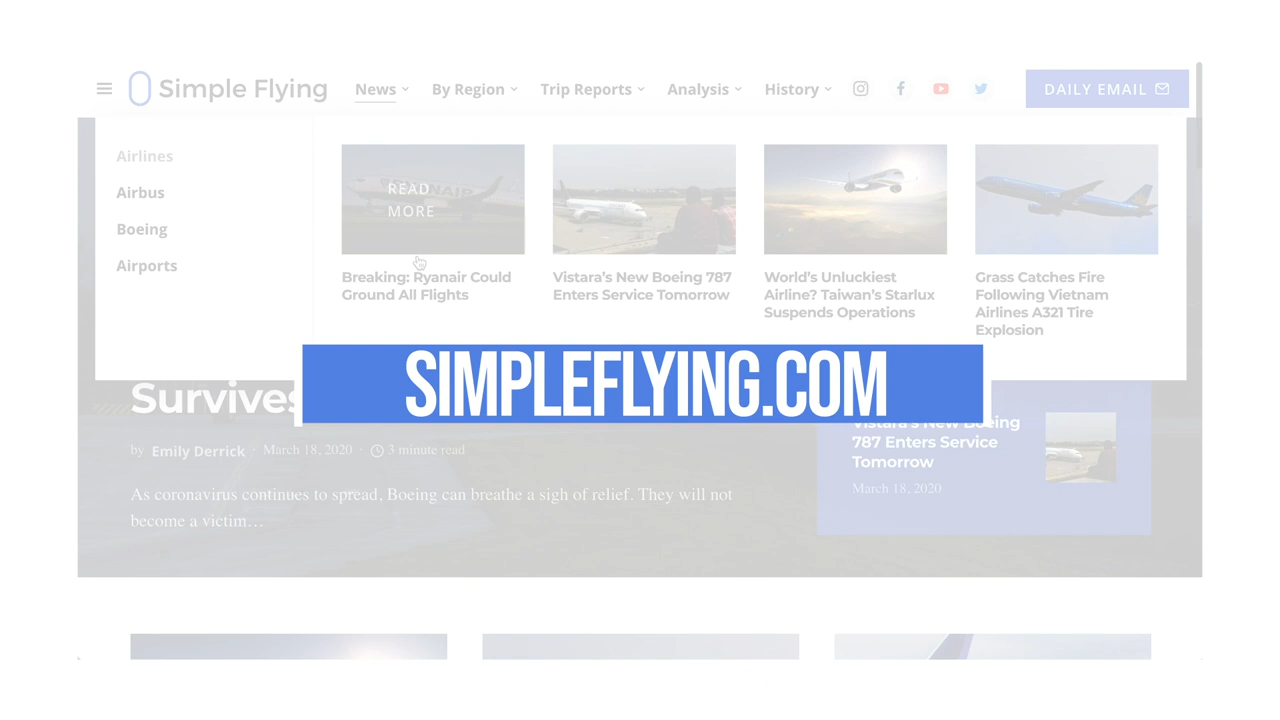 Simple Flying
News
By Region
Trip Reports
Analysis
History
DAILY EMAIL
Airlines
Airbus
Boeing
Airports
READ
MORE
RYANAIR
Breaking: Ryanair Could
Ground All Flights
Vistara's New Boeing 787
Enters Service Tomorrow
World's Unluckiest
Airline? Taiwan's Starlux
Suspends Operations
Grass Catches Fire
Following Vietnam
Airlines A321 Tire
Explosion
SIMPLEFLYING.COM
Survives
by Emily Derrick · March 18, 2020 · 3 minute read
As coronavirus continues to spread, Boeing can breathe a sigh of relief. They will not
become a victim…
Vistara's New Boeing
787 Enters Service
Tomorrow
March 18, 2020